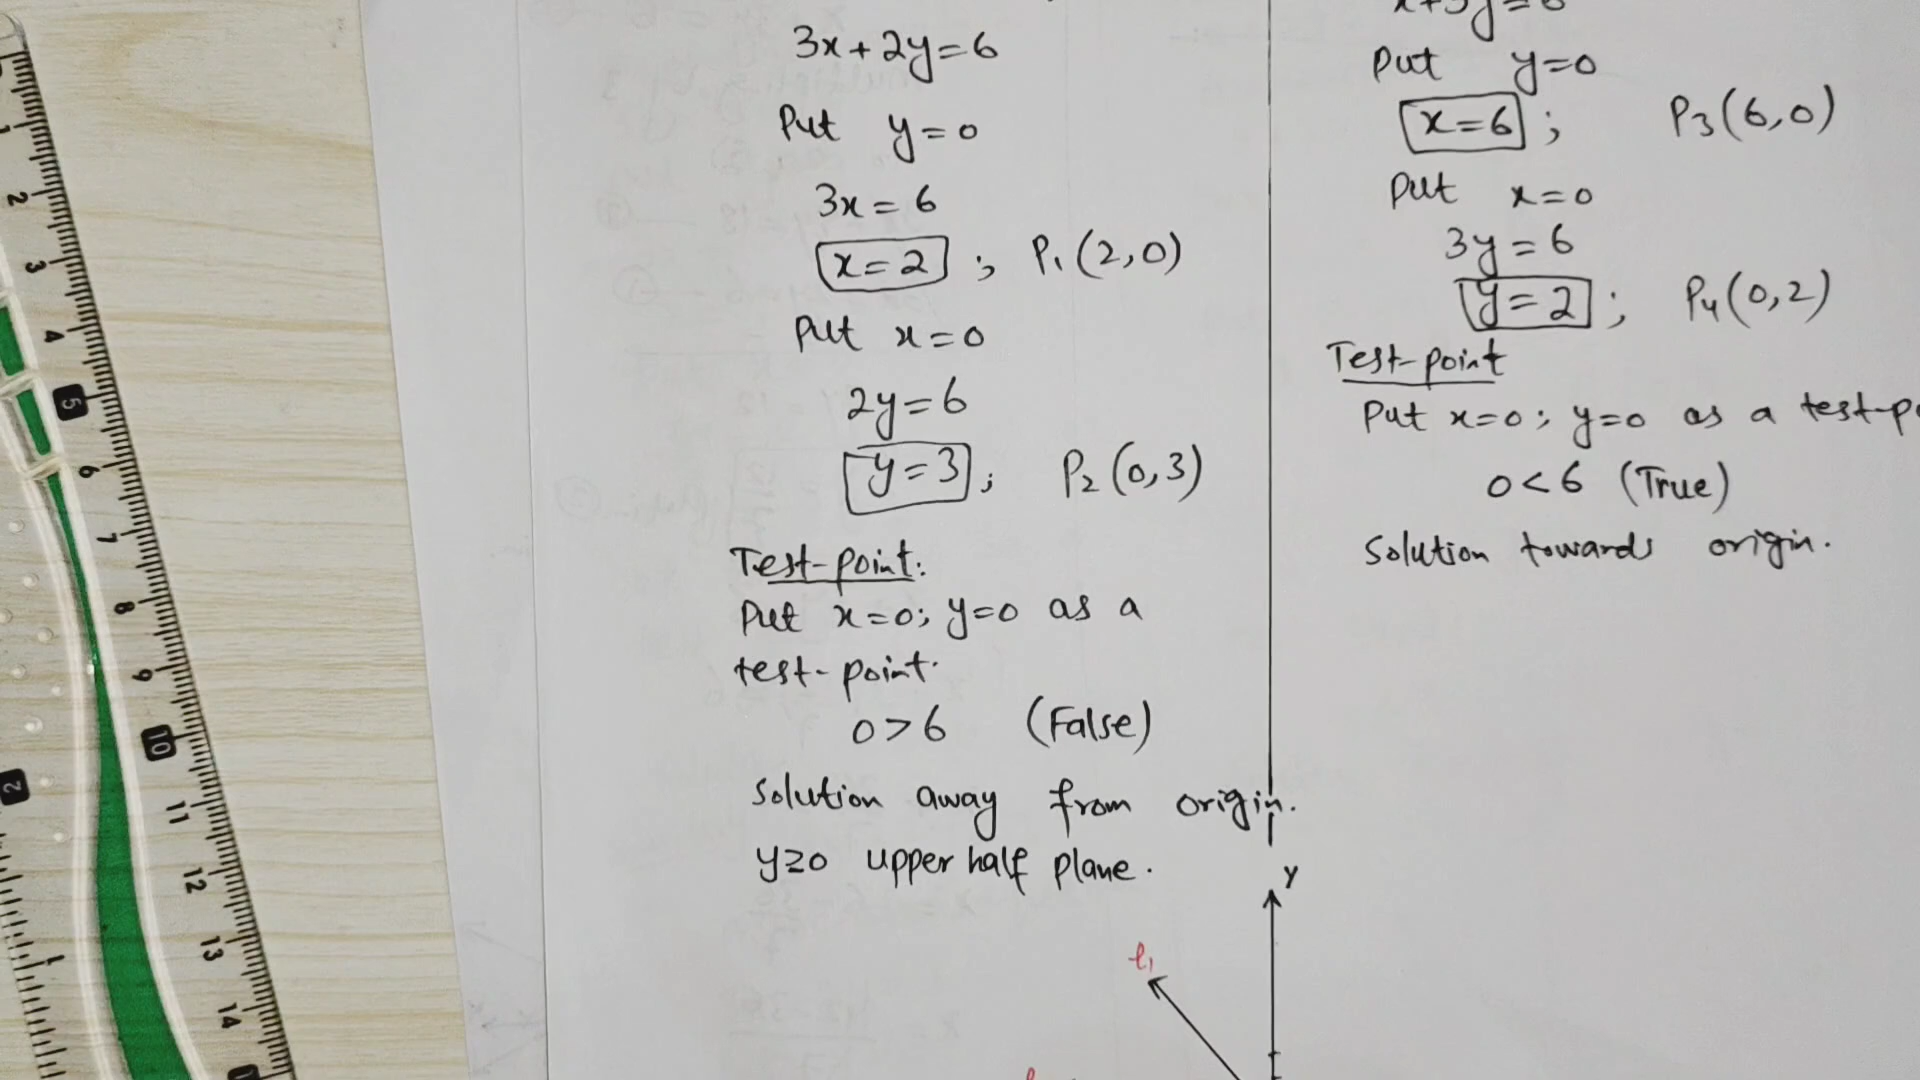 3x+2y=6
Put y=0
3x=6
x=2 ; P1(2,0)
Put x=0
2y=6
y=3 ; P2(0,3)
Test-point:
Put x=0; y=0 as a
test-point.
0>6 (False)
Solution away from origin.
y≥0 upper half plane.
x+3y=6
Put y=0
x=6 ; P3(6,0)
Put x=0
3y=6
y=2 ; P4(0,2)
Test-point
Put x=0; y=0 as a
0<6 (True)
Solution towards origin.
y
l1
1
2
3
4
5
6
7
8
9
10
11
12
13
14
2